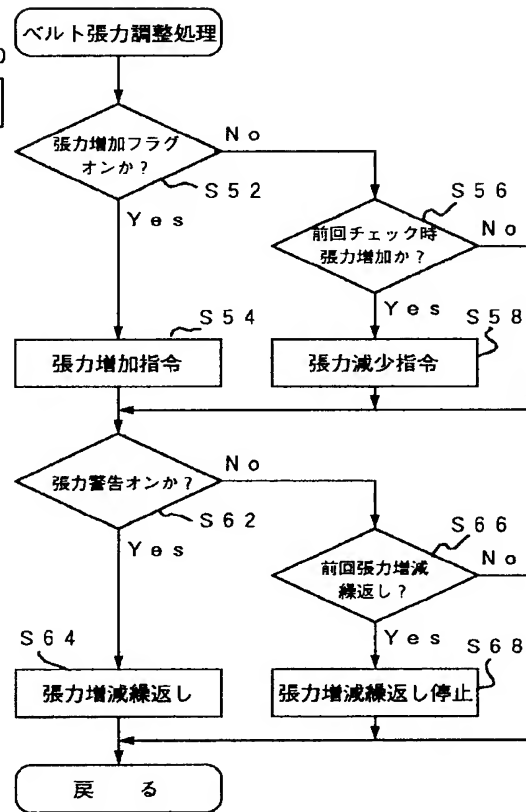 ベルト張力調整処理
張力増加フラグ
オンか?
No
S52
Yes
S56
前回チェック時
張力増加か?
No
Yes
S54
S58
張力増加指令
張力減少指令
張力警告オンか?
No
S62
Yes
S66
前回張力増減
繰返し?
No
Yes
S64
S68
張力増減繰返し
張力増減繰返し停止
戻 る